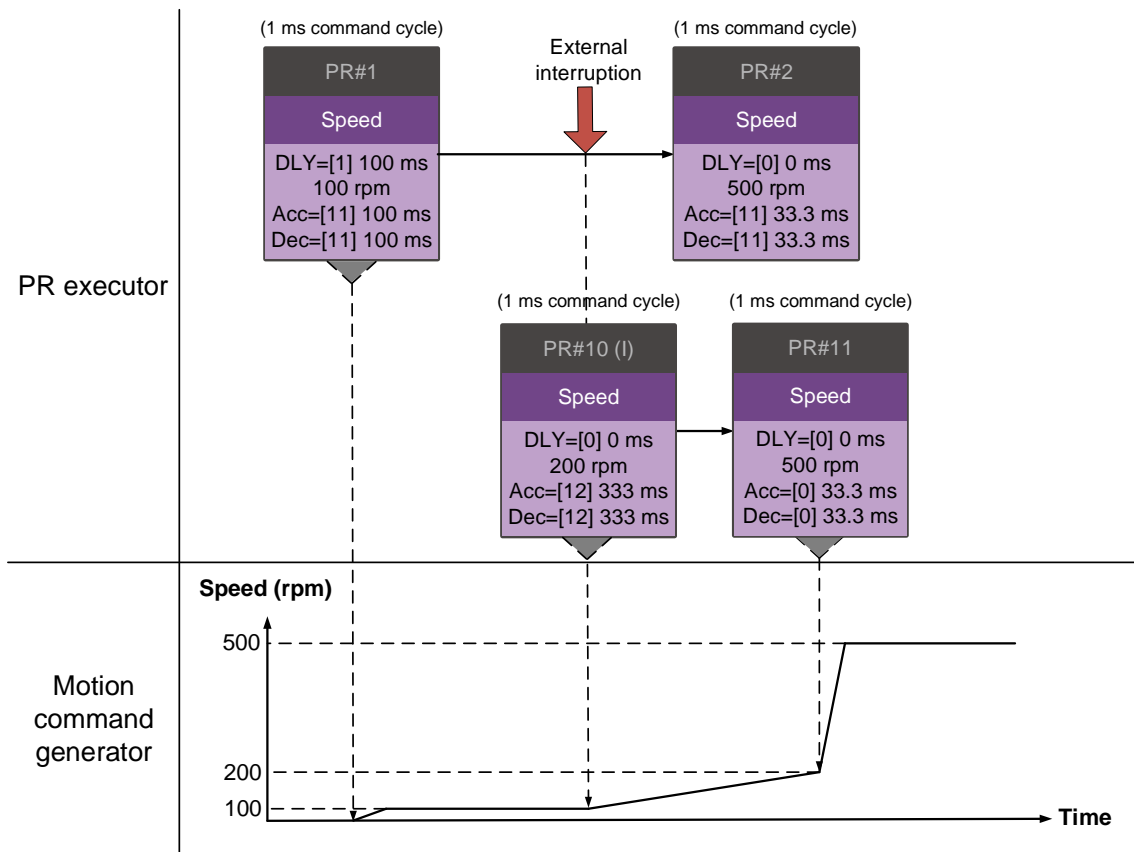 (1 ms command cycle)
PR#1
Speed
DLY=[1] 100 ms
100 rpm
Acc=[11] 100 ms
Dec=[11] 100 ms
External
interruption
(1 ms command cycle)
PR#2
Speed
DLY=[0] 0 ms
500 rpm
Acc=[11] 33.3 ms
Dec=[11] 33.3 ms
PR executor
(1 ms command cycle)
PR#10 (I)
Speed
DLY=[0] 0 ms
200 rpm
Acc=[12] 333 ms
Dec=[12] 333 ms
(1 ms command cycle)
PR#11
Speed
DLY=[0] 0 ms
500 rpm
Acc=[0] 33.3 ms
Dec=[0] 33.3 ms
Motion
command
generator
Speed (rpm)
500
200
100
Time